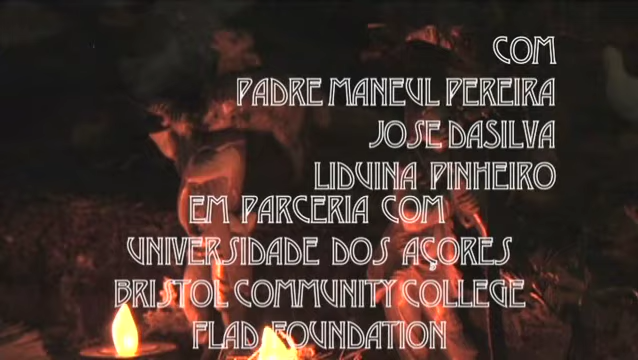 COM
PADRE MANEUL PEREIRA
JOSE DASILVA
LIDUINA PINHEIRO
EM PARCERIA COM
UNIVERSIDADE DOS AÇORES
BRISTOL COMMUNITY COLLEGE
FLAD FOUNDATION